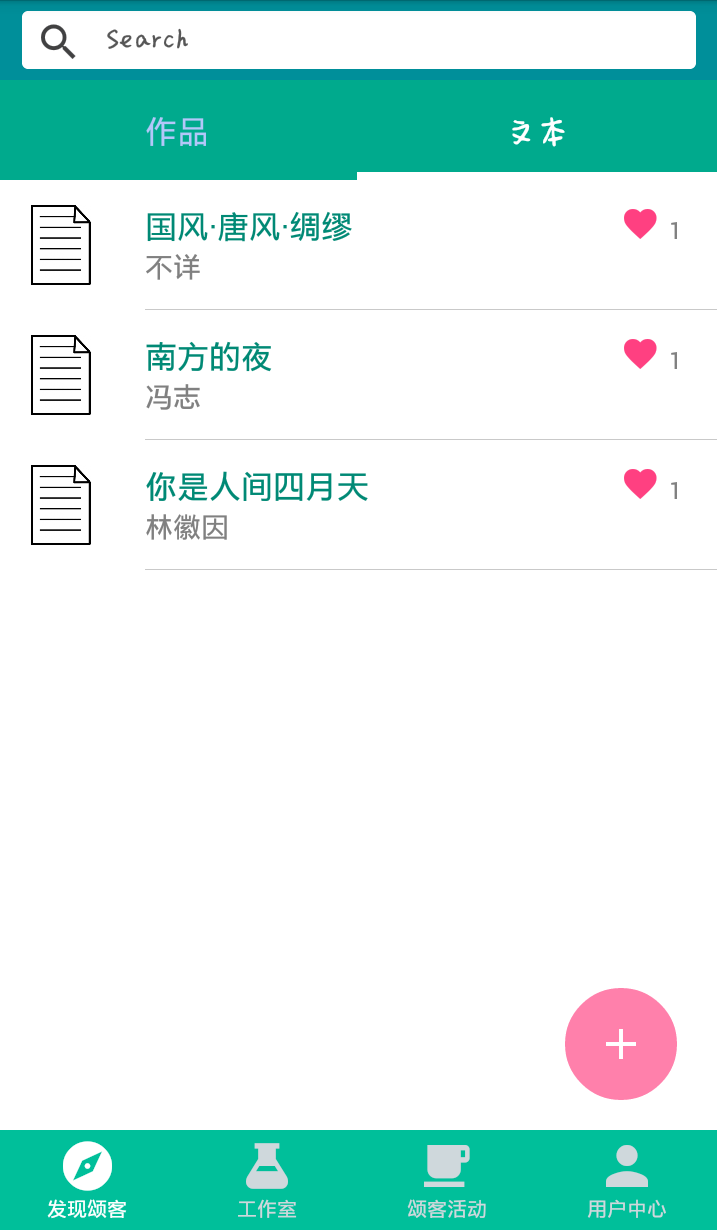 Search
作品
文本
国风·唐风·绸缪
1
不详
南方的夜
1
冯志
你是人间四月天
1
林徽因
发现颂客
工作室
颂客活动
用户中心